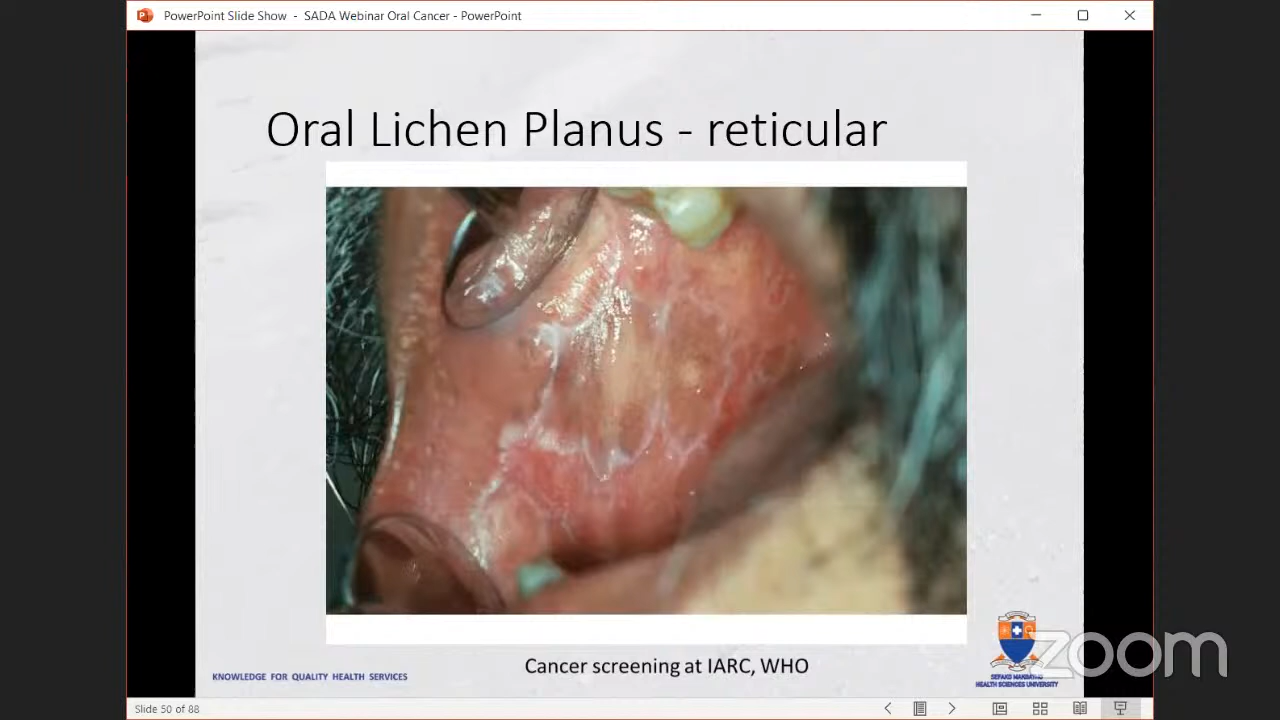 PowerPoint Slide Show - SADA Webinar Oral Cancer - PowerPoint
Oral Lichen Planus - reticular
Cancer screening at IARC, WHO
KNOWLEDGE FOR QUALITY HEALTH SERVICES
SEFAKO MAKGATHO
HEALTH SCIENCES UNIVERSITY
zoom
Slide 50 of 88